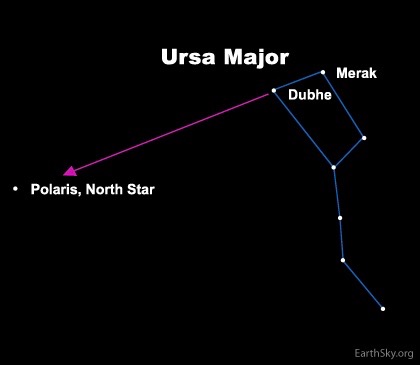 Ursa Major
Merak
Dubhe
Polaris, North Star
EarthSky.org